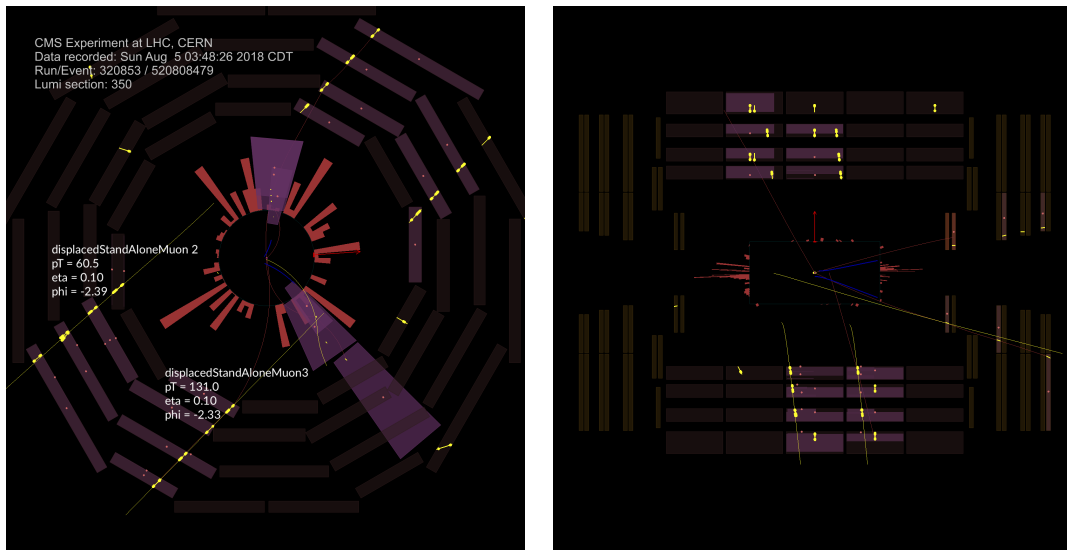 CMS Experiment at LHC, CERN
Data recorded: Sun Aug 5 03:48:26 2018 CDT
Run/Event: 320853 / 520808479
Lumi section: 350
displacedStandAloneMuon 2
pT = 60.5
eta = 0.10
phi = -2.39
displacedStandAloneMuon3
pT = 131.0
eta = 0.10
phi = -2.33